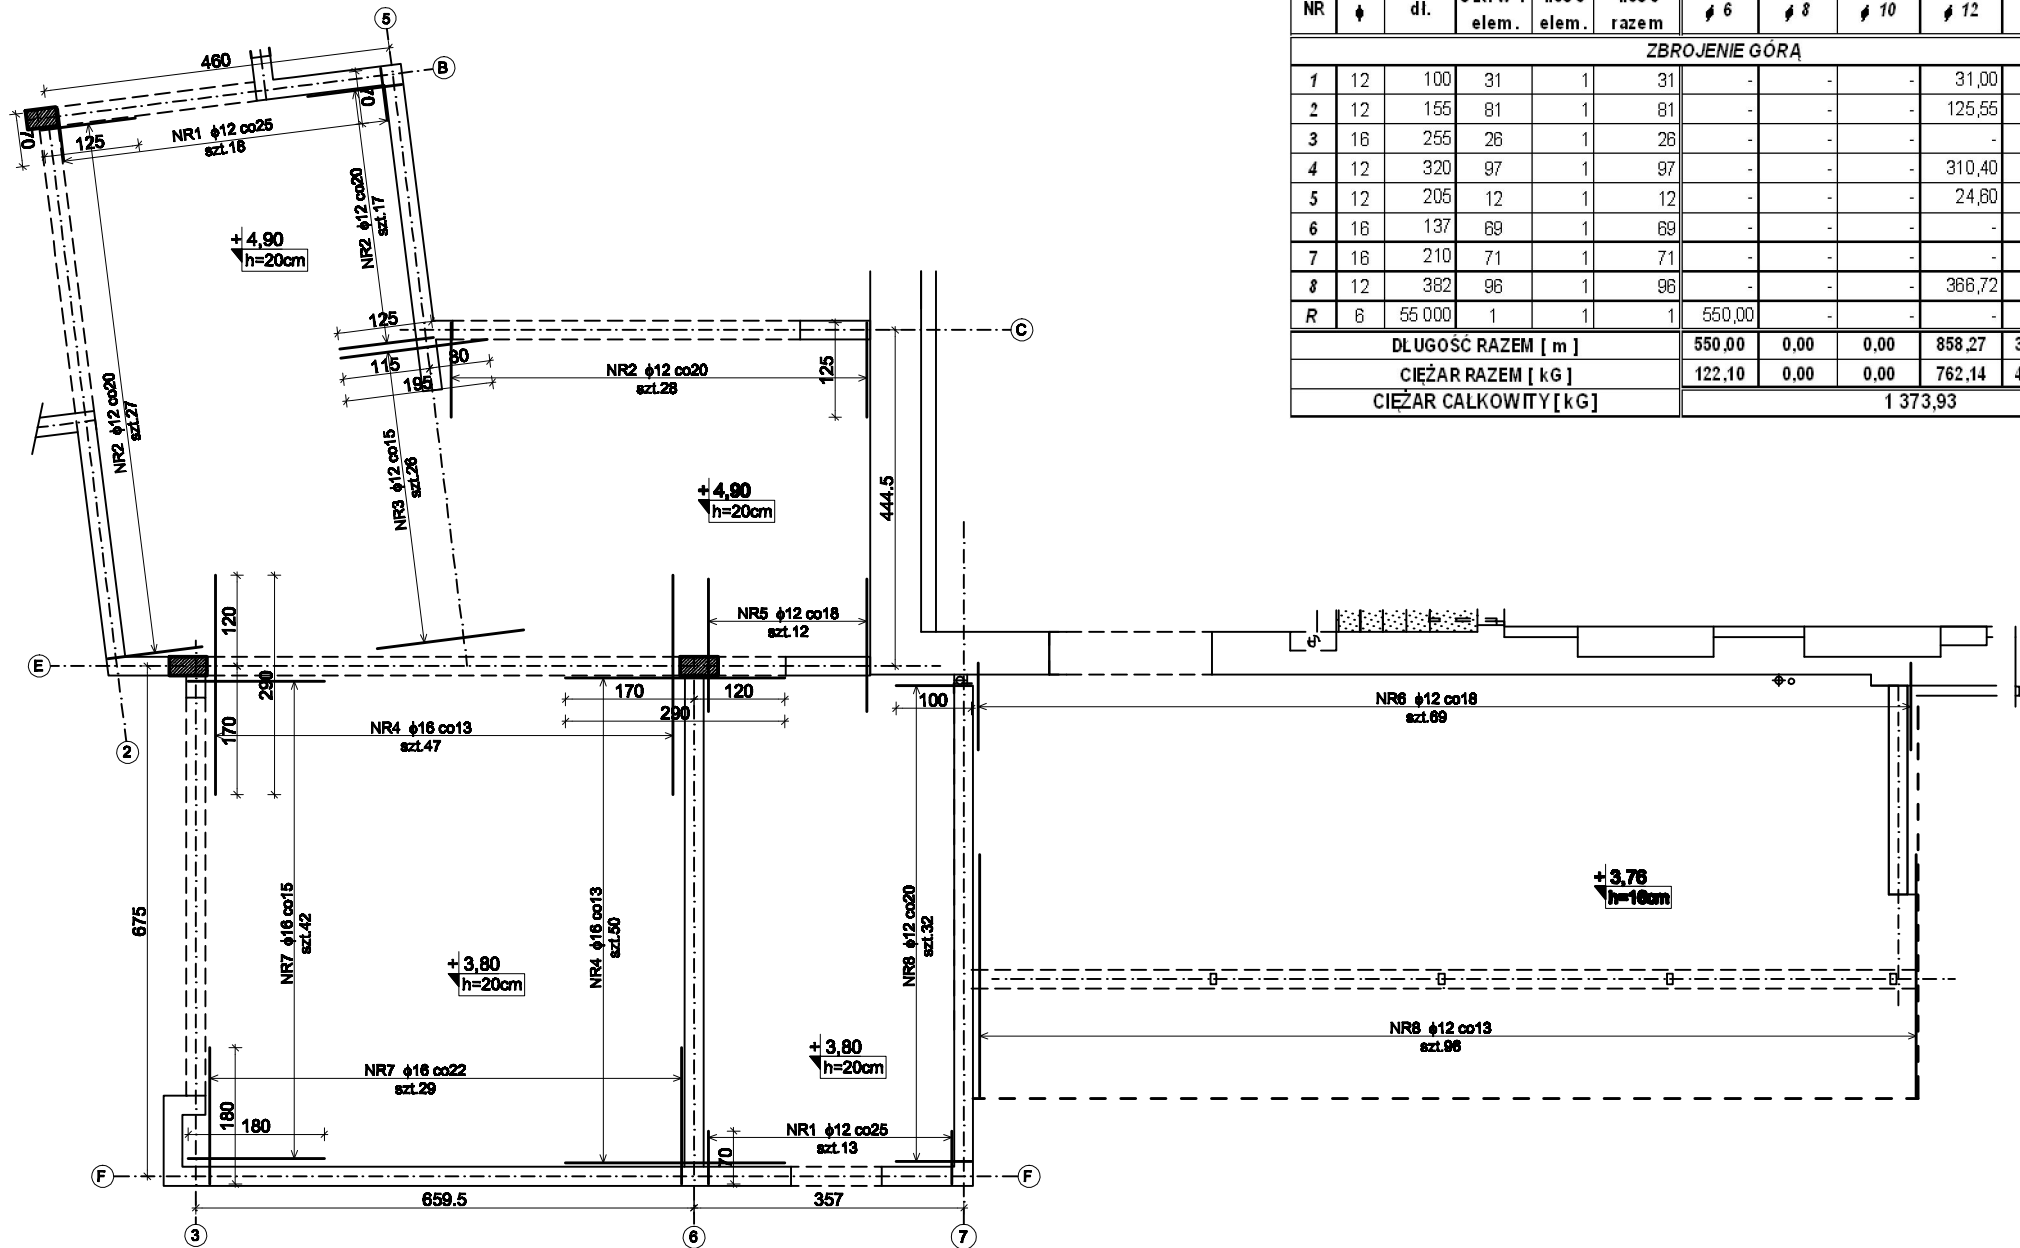 NR ϕ dł. elem. elem. razem ϕ 6 ϕ 8 ϕ 10 ϕ 12
ZBROJENIE GÓRĄ
1 12 100 31 1 31 - - - 31,00
2 12 155 81 1 81 - - - 125,55
3 16 255 26 1 26 - - - -
4 12 320 97 1 97 - - - 310,40
5 12 205 12 1 12 - - - 24,60
6 16 137 69 1 69 - - - -
7 16 210 71 1 71 - - - -
8 12 382 96 1 96 - - - 366,72
R 6 55 000 1 1 1 550,00 - - -
DŁUGOŚĆ RAZEM [ m ] 550,00 0,00 0,00 858,27 3
CIĘŻAR RAZEM [ kG ] 122,10 0,00 0,00 762,14 4
CIĘŻAR CAŁKOWITY [ kG ] 1 373,93
5
460
B
70
70
125
NR1 ϕ12 co25
szt.18
NR2 ϕ12 co20
szt.17
+ 4,90
h=20cm
125
115
80
195
C
NR2 ϕ12 co20
szt.28
125
NR2 ϕ12 co20
szt.27
NR3 ϕ12 co15
szt.26
+ 4,90
h=20cm
444.5
120
290
170
NR5 ϕ12 co18
szt.12
E
170
120
290
100
NR6 ϕ12 co18
szt.69
NR4 ϕ16 co13
szt.47
2
675
NR7 ϕ16 co15
szt.42
NR4 ϕ16 co13
szt.50
NR8 ϕ12 co20
szt.32
+ 3,76
h=16cm
+ 3,80
h=20cm
NR8 ϕ12 co13
szt.96
+ 3,80
h=20cm
NR7 ϕ16 co22
szt.29
180
180
NR1 ϕ12 co25
szt.13
70
F
F
659.5
357
3
6
7